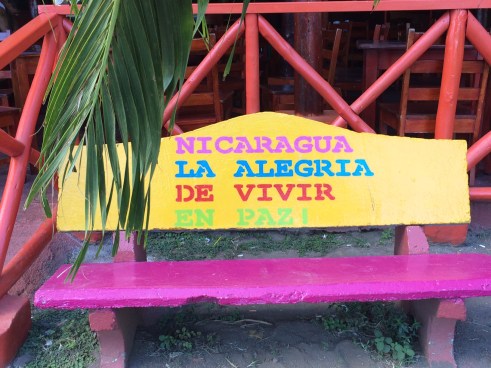 NICARAGUA
LA ALEGRIA
DE VIVIR
EN PAZ!